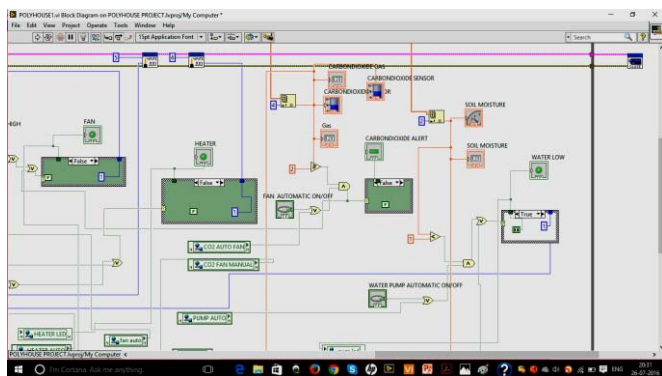 POLYHOUSE1.vi Block Diagram on POLYHOUSE PROJECT.lvproj/My Computer *
File Edit View Project Operate Tools Window Help
15pt Application Font
Search
CARBONDIOXIDE GAS
CARBONDIOXIDE SENSOR
SOIL MOISTURE
HIGH
FAN
Gas
HEATER
CARBONDIOXIDE ALERT
SOIL MOISTURE
WATER LOW
False
False
False
True
FAN AUTOMATIC ON/OFF
CO2 AUTO FAN
CO2 FAN MANUAL
WATER PUMP AUTOMATIC ON/OFF
PUMP AUTO
HEATER LED
fan auto
HEATER AUTO
POLYHOUSE PROJECT.lvproj/My Computer
I'm Cortana. Ask me anything.
ENG
20:31
26-07-2016